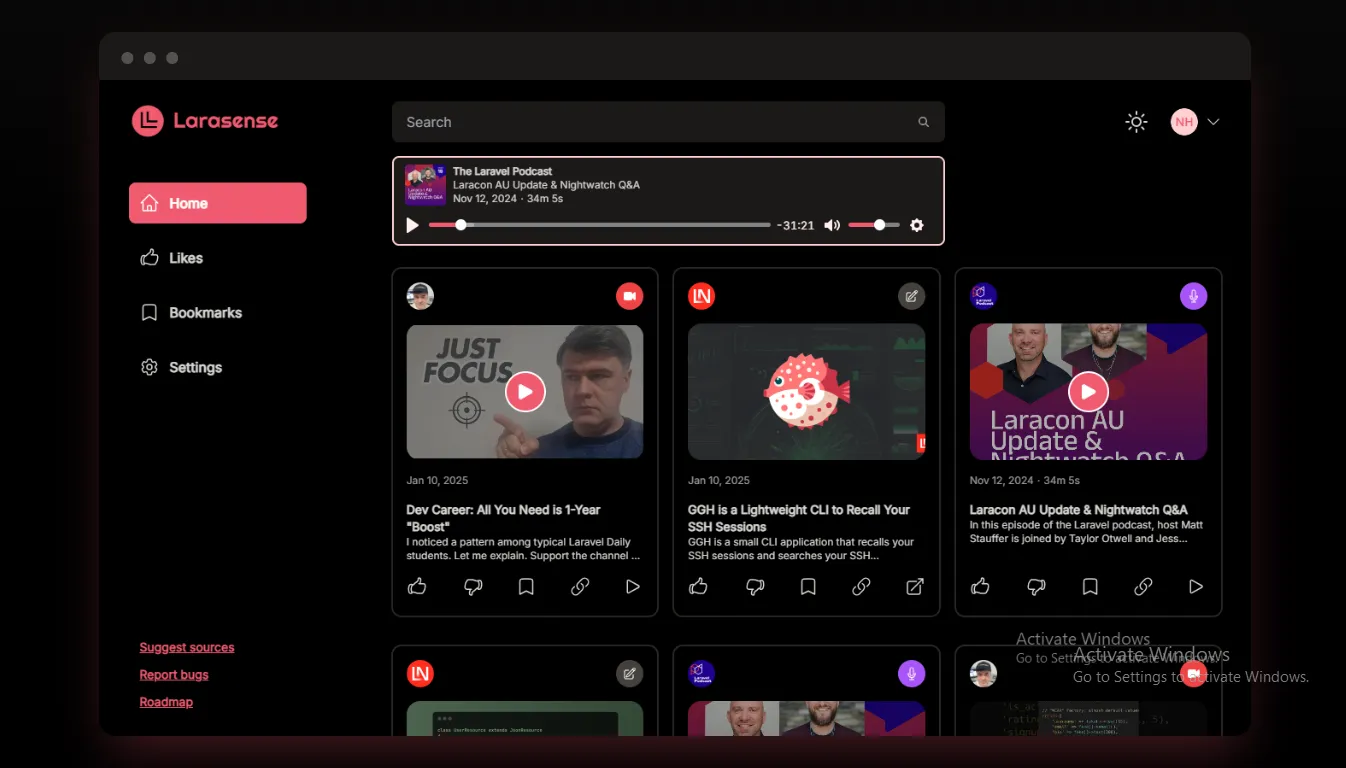 Larasense
Search
NH
The Laravel Podcast
Laracon AU Update & Nightwatch Q&A
Nov 12, 2024 · 34m 5s
-31:21
Home
Likes
Bookmarks
Settings
LN
JUST
FOCUS
Laracon AU
Update &
Nightwatch Q&A
Jan 10, 2025
Dev Career: All You Need is 1-Year
"Boost"
I noticed a pattern among typical Laravel Daily
students. Let me explain. Support the channel ...
Jan 10, 2025
GGH is a Lightweight CLI to Recall Your
SSH Sessions
GGH is a small CLI application that recalls your
SSH sessions and searches your SSH...
Nov 12, 2024 · 34m 5s
Laracon AU Update & Nightwatch Q&A
In this episode of the Laravel podcast, host Matt
Stauffer is joined by Taylor Otwell and Jess...
Suggest sources
Report bugs
Roadmap
LN
class UserResource extends JsonResource
Activate Windows
Go to Settings to activate Windows.
Activate Windows
Go to Settings to activate Windows.